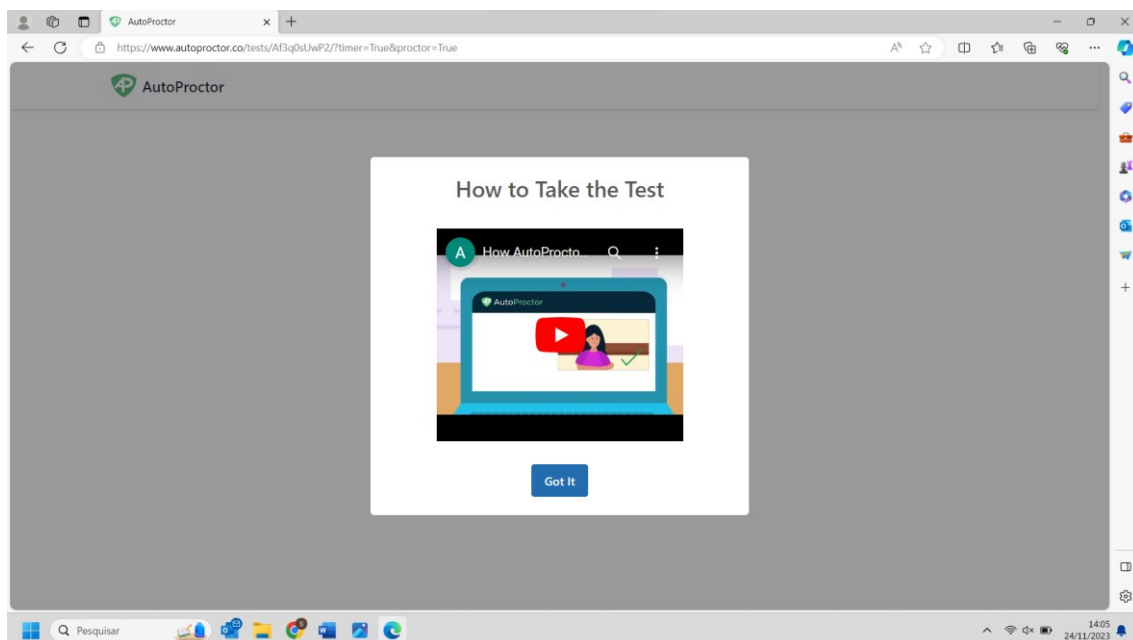 AutoProctor
https://www.autoproctor.co/tests/Af3q0sUwP2/?timer=True&proctor=True
AutoProctor
How to Take the Test
A How AutoProcto...
AutoProctor
Got It
Pesquisar
14:05
24/11/2023